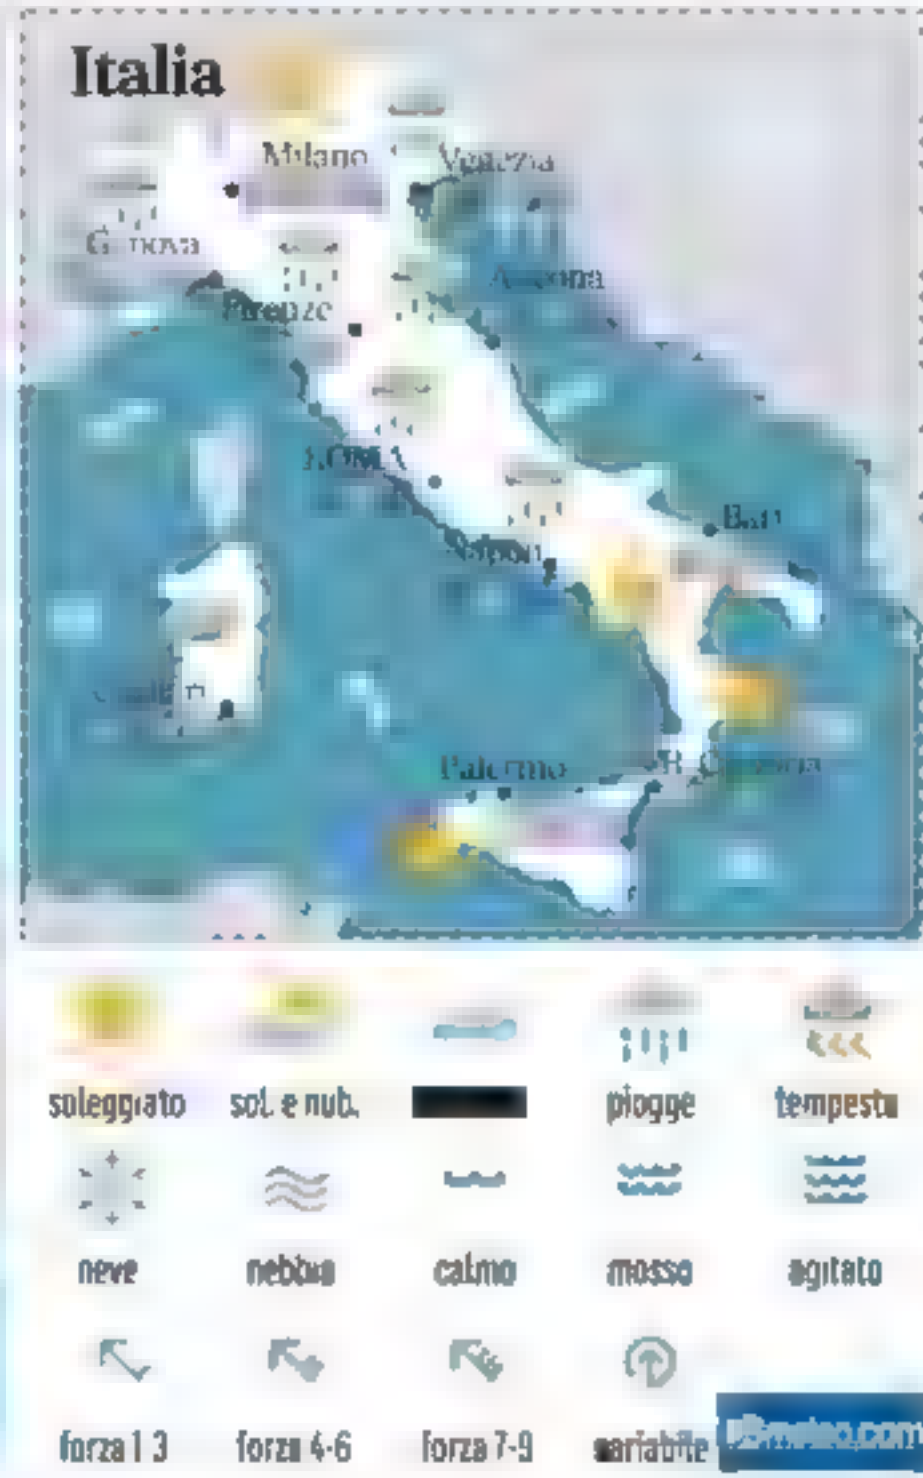 Italia
Milano
Venezia
Genova
Ancona
Firenze
ROMA
Bari
Napoli
Palermo
soleggiato
sol. e nub.
piogge
tempesta
neve
nebbia
calmo
mosso
agitato
forza 1-3
forza 4-6
forza 7-9
variabile